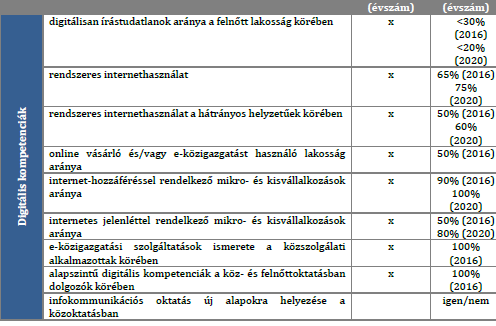 (évszám) (évszám)
Digitális kompetenciák
digitálisan írástudatlanok aránya a felnőtt lakosság körében x <30%
(2016)
<20%
(2020)
rendszeres internethasználat x 65% (2016)
75%
(2020)
rendszeres internethasználat a hátrányos helyzetűek körében x 50% (2016)
60%
(2020)
online vásárló és/vagy e-közigazgatást használó lakosság x 50% (2016)
aránya
internet-hozzáféréssel rendelkező mikro- és kisvállalkozások x 90% (2016)
aránya 100%
(2020)
internetes jelenléttel rendelkező mikro- és kisvállalkozások x 50% (2016)
aránya 80% (2020)
e-közigazgatási szolgáltatások ismerete a közszolgálati x 100%
alkalmazottak körében (2016)
alapszintű digitális kompetenciák a köz- és felnőttoktatásban x 100%
dolgozók körében (2016)
infokommunikációs oktatás új alapokra helyezése a igen/nem
közoktatásban